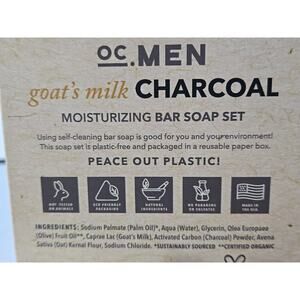 OC.MEN
goat's milk CHARCOAL
MOISTURIZING BAR SOAP SET
Using self-cleaning bar soap is good for you and your environment!
This soap set is plastic-free and packaged in a reusable paper box.
PEACE OUT PLASTIC!
NOT TESTED
ON ANIMALS
ECO FRIENDLY
PACKAGING
NATURAL
INGREDIENTS
NO PARABENS
OR SULFATES
MADE IN
THE USA
INGREDIENTS: Sodium Palmate (Palm Oil)*, Aqua (Water), Glycerin, Olea Europaea
(Olive) Fruit Oil**, Caprae Lac (Goat's Milk), Activated Carbon (Charcoal) Powder, Avena
Sativa (Oat) Kernal Flour, Sodium Chloride. *SUSTAINABLY SOURCED **CERTIFIED ORGANIC